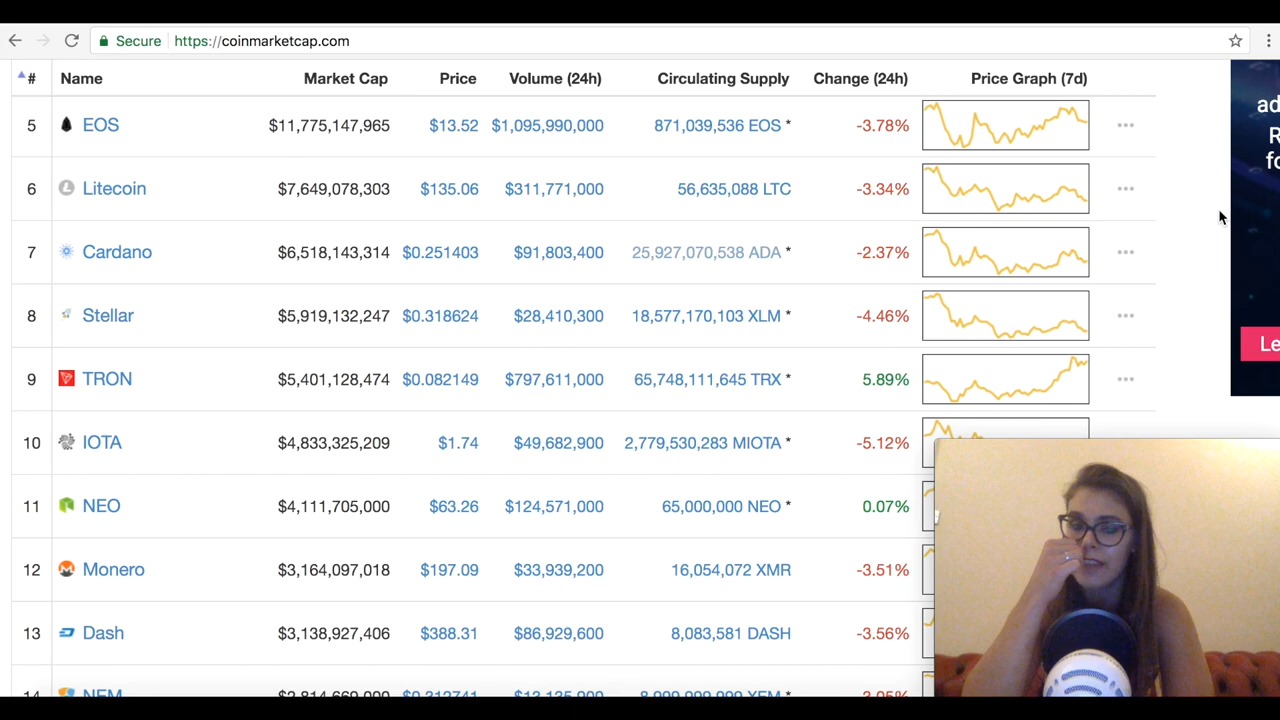 Secure https://coinmarketcap.com
# Name Market Cap Price Volume (24h) Circulating Supply Change (24h) Price Graph (7d)
5 EOS $11,775,147,965 $13.52 $1,095,990,000 871,039,536 EOS * -3.78%
6 Litecoin $7,649,078,303 $135.06 $311,771,000 56,635,088 LTC -3.34%
7 Cardano $6,518,143,314 $0.251403 $91,803,400 25,927,070,538 ADA * -2.37%
8 Stellar $5,919,132,247 $0.318624 $28,410,300 18,577,170,103 XLM * -4.46%
9 TRON $5,401,128,474 $0.082149 $797,611,000 65,748,111,645 TRX * 5.89%
10 IOTA $4,833,325,209 $1.74 $49,682,900 2,779,530,283 MIOTA * -5.12%
11 NEO $4,111,705,000 $63.26 $124,571,000 65,000,000 NEO * 0.07%
12 Monero $3,164,097,018 $197.09 $33,939,200 16,054,072 XMR -3.51%
13 Dash $3,138,927,406 $388.31 $86,929,600 8,083,581 DASH -3.56%
14 NEM
ad
R
fo
Le